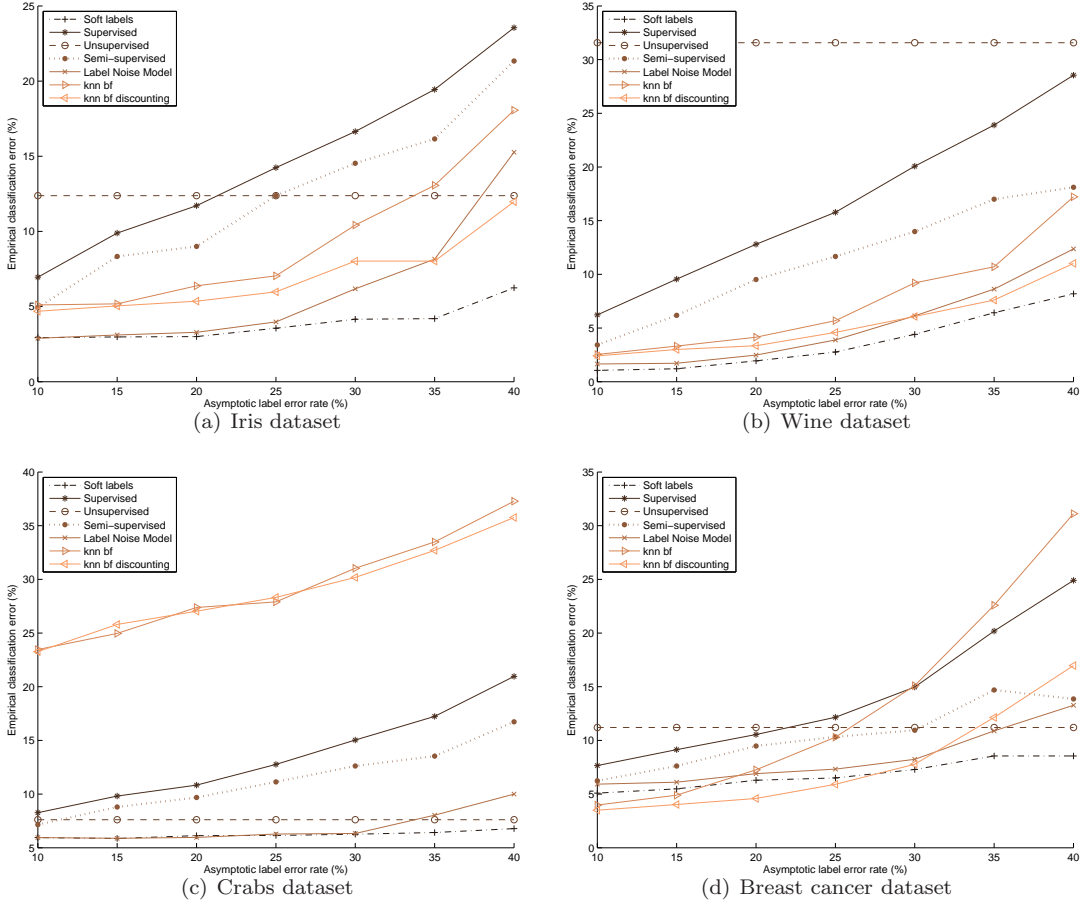 25
20
15
10
5
0
10 15 20 25 30 35 40
Empirical classification error (%)
Asymptotic label error rate (%)
Soft labels
Supervised
Unsupervised
Semi−supervised
Label Noise Model
knn bf
knn bf discounting
(a) Iris dataset
35
30
25
20
15
10
5
0
10 15 20 25 30 35 40
Empirical classification error (%)
Asymptotic label error rate (%)
Soft labels
Supervised
Unsupervised
Semi−supervised
Label Noise Model
knn bf
knn bf discounting
(b) Wine dataset
40
35
30
25
20
15
10
5
10 15 20 25 30 35 40
Empirical classification error (%)
Asymptotic label error rate (%)
Soft labels
Supervised
Unsupervised
Semi−supervised
Label Noise Model
knn bf
knn bf discounting
(c) Crabs dataset
35
30
25
20
15
10
5
0
10 15 20 25 30 35 40
Empirical classification error (%)
Asymptotic label error rate (%)
Soft labels
Supervised
Unsupervised
Semi−supervised
Label Noise Model
knn bf
knn bf discounting
(d) Breast cancer dataset